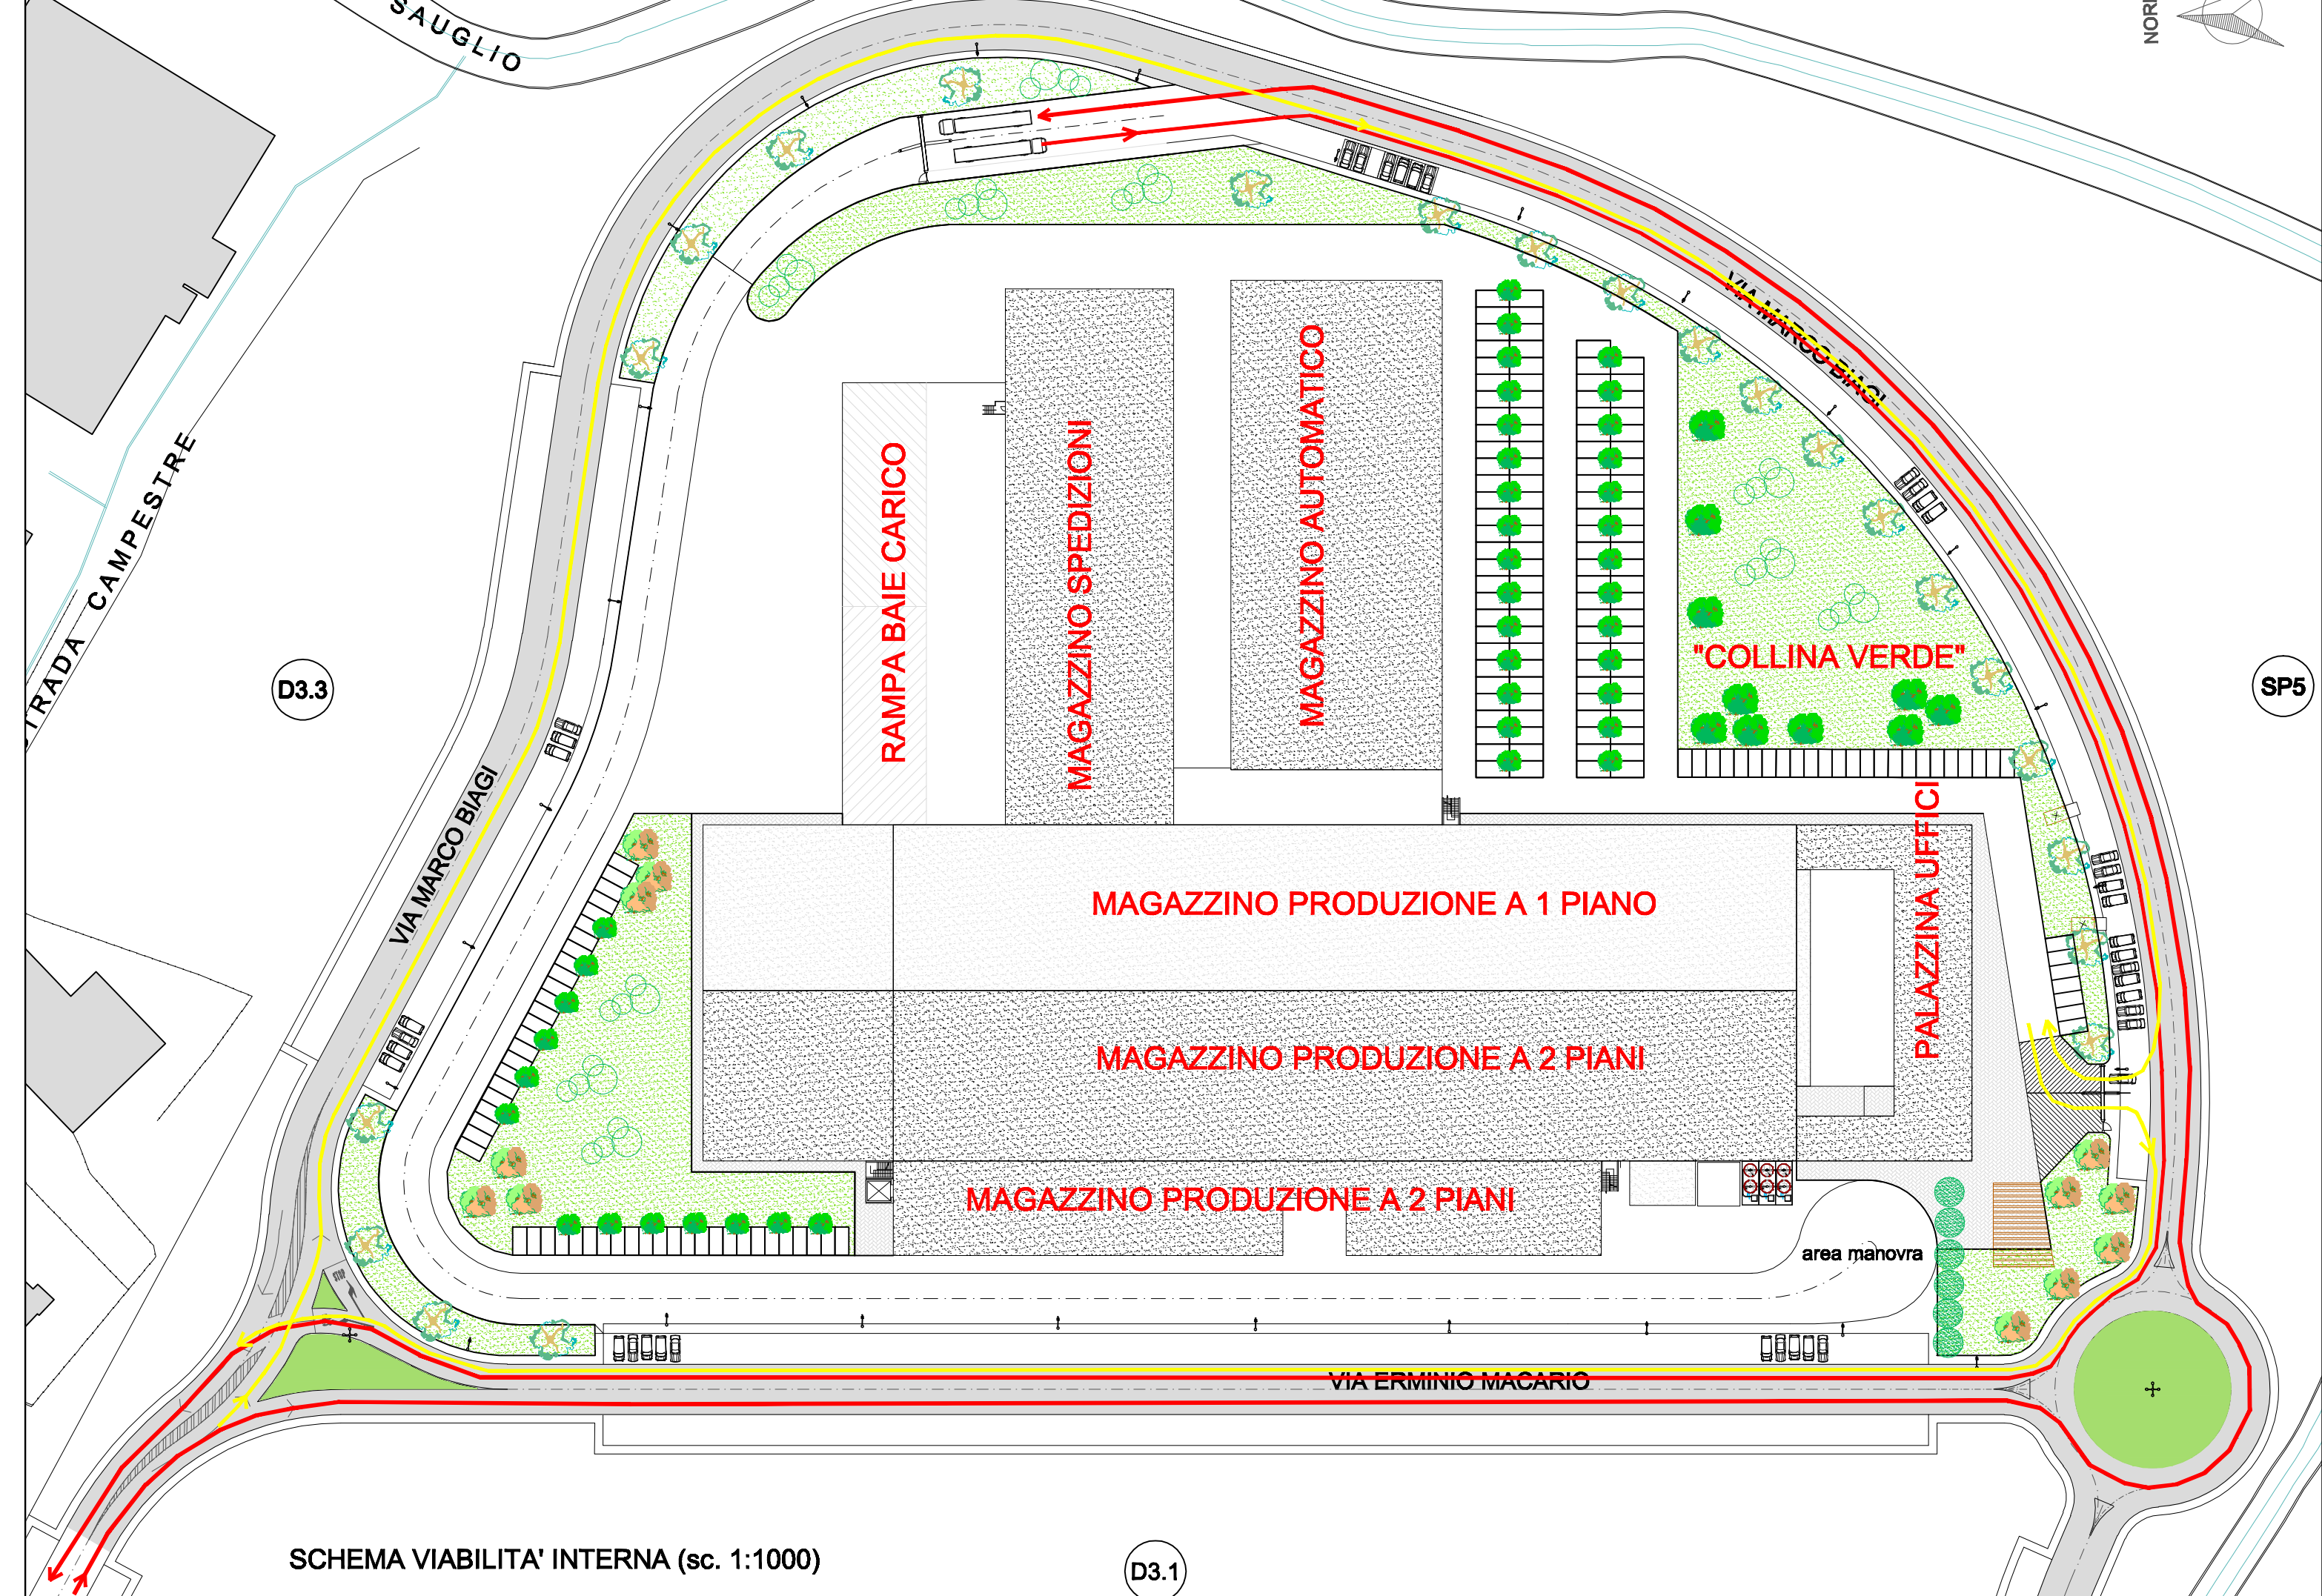 SAUGLIO
NORD
STRADA CAMPESTRE
VIA MARCO BIAGI
MAGAZZINO AUTOMATICO
MAGAZZINO SPEDIZIONI
RAMPA BAIE CARICO
"COLLINA VERDE"
D3.3
SP5
VIA MARCO BIAGI
PALAZZINA UFFICI
MAGAZZINO PRODUZIONE A 1 PIANO
MAGAZZINO PRODUZIONE A 2 PIANI
MAGAZZINO PRODUZIONE A 2 PIANI
area manovra
STOP
VIA ERMINIO MACARIO
SCHEMA VIABILITA' INTERNA (sc. 1:1000)
D3.1